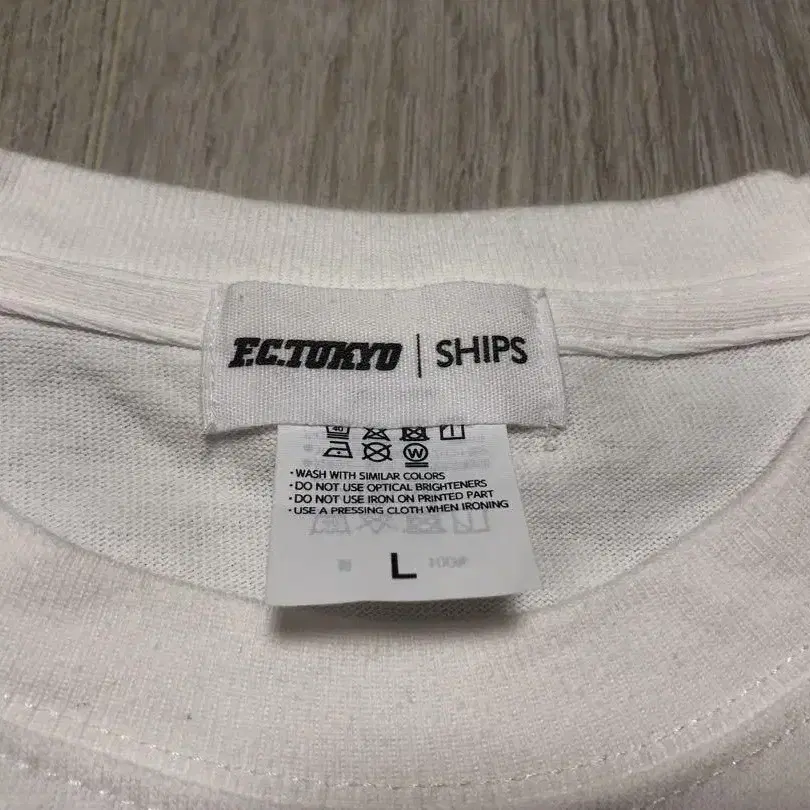 F.C.TOKYO | SHIPS
40
W
・WASH WITH SIMILAR COLORS
・DO NOT USE OPTICAL BRIGHTENERS
・DO NOT USE IRON ON PRINTED PART
・USE A PRESSING CLOTH WHEN IRONING
L